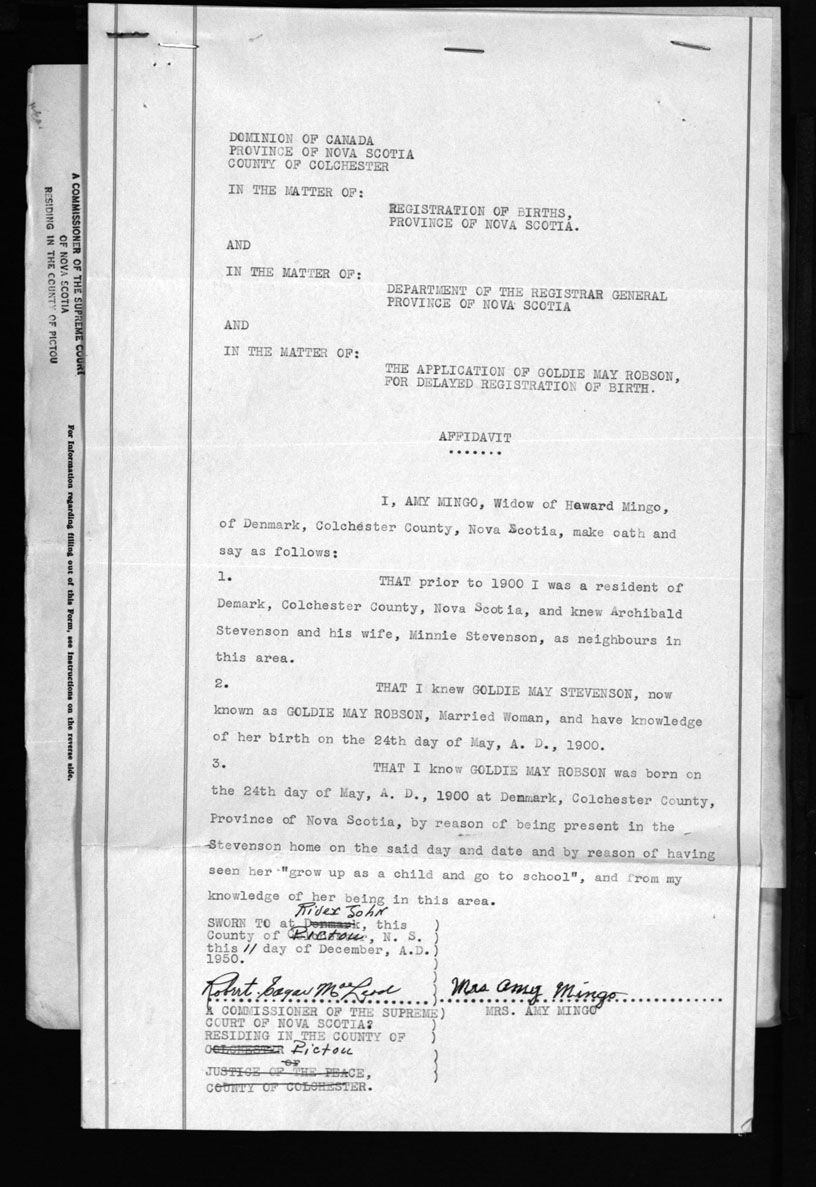 A COMMISSIONER OF THE SUPREME COURT
OF NOVA SCOTIA
RESIDING IN THE COUNTY OF PICTOU
For Information regarding filling out of this Form, see Instructions on the reverse side.
DOMINION OF CANADA
PROVINCE OF NOVA SCOTIA
COUNTY OF COLCHESTER
IN THE MATTER OF:
REGISTRATION OF BIRTHS,
PROVINCE OF NOVA SCOTIA.
AND
IN THE MATTER OF:
DEPARTMENT OF THE REGISTRAR GENERAL
PROVINCE OF NOVA SCOTIA
AND
IN THE MATTER OF:
THE APPLICATION OF GOLDIE MAY ROBSON,
FOR DELAYED REGISTRATION OF BIRTH.
AFFIDAVIT
.......
I, AMY MINGO, Widow of Haward Mingo,
of Denmark, Colchester County, Nova Scotia, make oath and
say as follows:
1. THAT prior to 1900 I was a resident of
Demark, Colchester County, Nova Scotia, and knew Archibald
Stevenson and his wife, Minnie Stevenson, as neighbours in
this area.
2. THAT I knew GOLDIE MAY STEVENSON, now
known as GOLDIE MAY ROBSON, Married Woman, and have knowledge
of her birth on the 24th day of May, A. D., 1900.
3. THAT I know GOLDIE MAY ROBSON was born on
the 24th day of May, A. D., 1900 at Denmark, Colchester County,
Province of Nova Scotia, by reason of being present in the
Stevenson home on the said day and date and by reason of having
seen her "grow up as a child and go to school", and from my
knowledge of her being in this area.
River John
SWORN TO at Denmark, this )
County of Pictou, N. S. )
this 11 day of December, A.D.)
1950. )
Robert Edgar MacLeod ) Mrs Amy Mingo
A COMMISSIONER OF THE SUPREME) MRS. AMY MINGO
COURT OF NOVA SCOTIA? )
RESIDING IN THE COUNTY OF )
COLCHESTER Pictou
OR )
JUSTICE OF THE PEACE, )
COUNTY OF COLCHESTER.